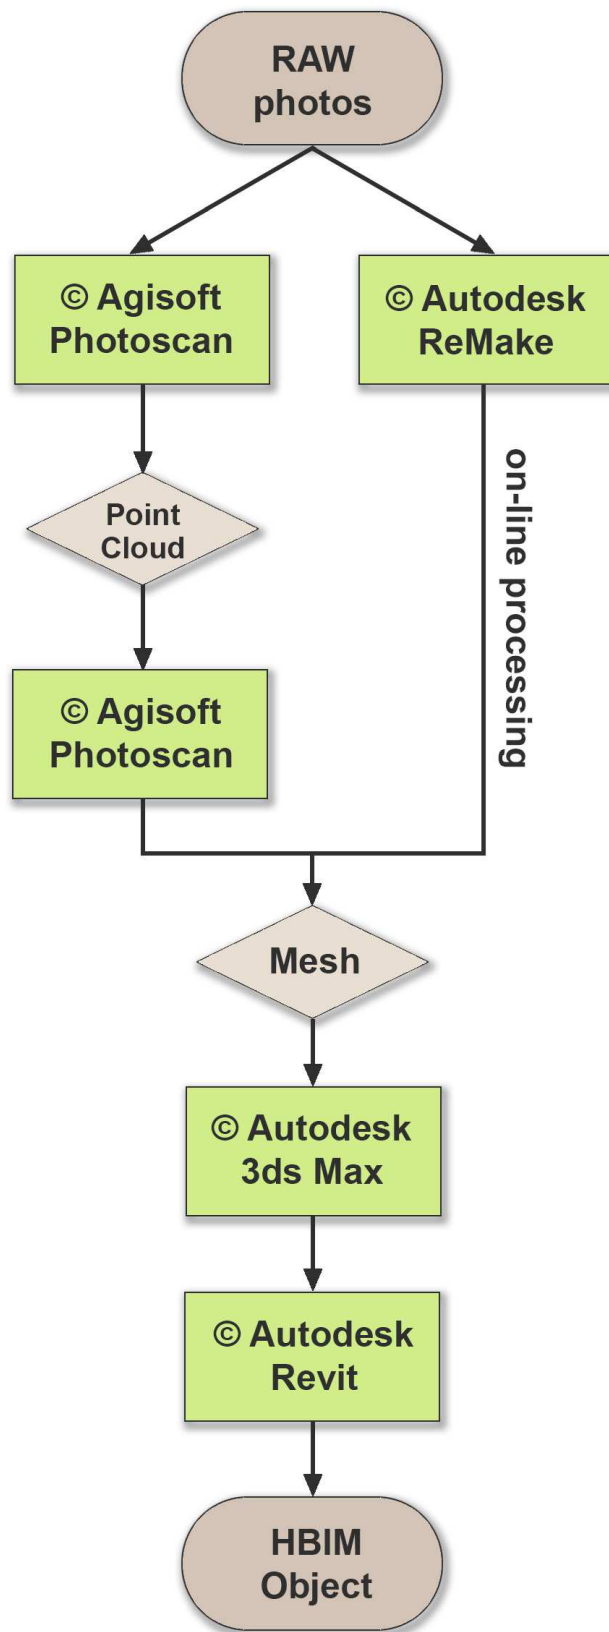 RAW
photos
© Agisoft
Photoscan
© Autodesk
ReMake
Point
Cloud
on-line processing
© Agisoft
Photoscan
Mesh
© Autodesk
3ds Max
© Autodesk
Revit
HBIM
Object